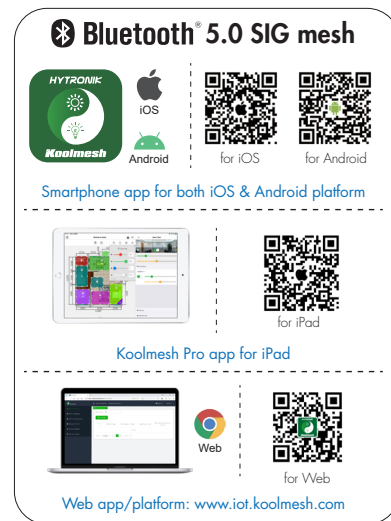 Bluetooth® 5.0 SIG mesh
HYTRONIK
Koolmesh
iOS
Android
for iOS
for Android
Smartphone app for both iOS & Android platform
for iPad
Koolmesh Pro app for iPad
Web
for Web
Web app/platform: www.iot.koolmesh.com